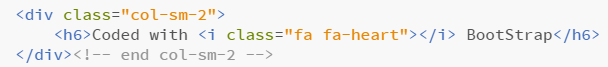 <div class="col-sm-2">
    <h6>Coded with <i class="fa fa-heart"></i> BootStrap</h6>
</div><!-- end col-sm-2 -->